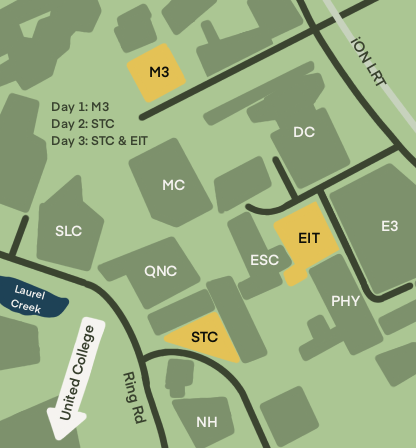 iON LRT
M3
Day 1: M3
Day 2: STC
Day 3: STC & EIT
DC
MC
SLC
EIT
E3
ESC
QNC
Laurel
Creek
PHY
STC
United College
Ring Rd
NH